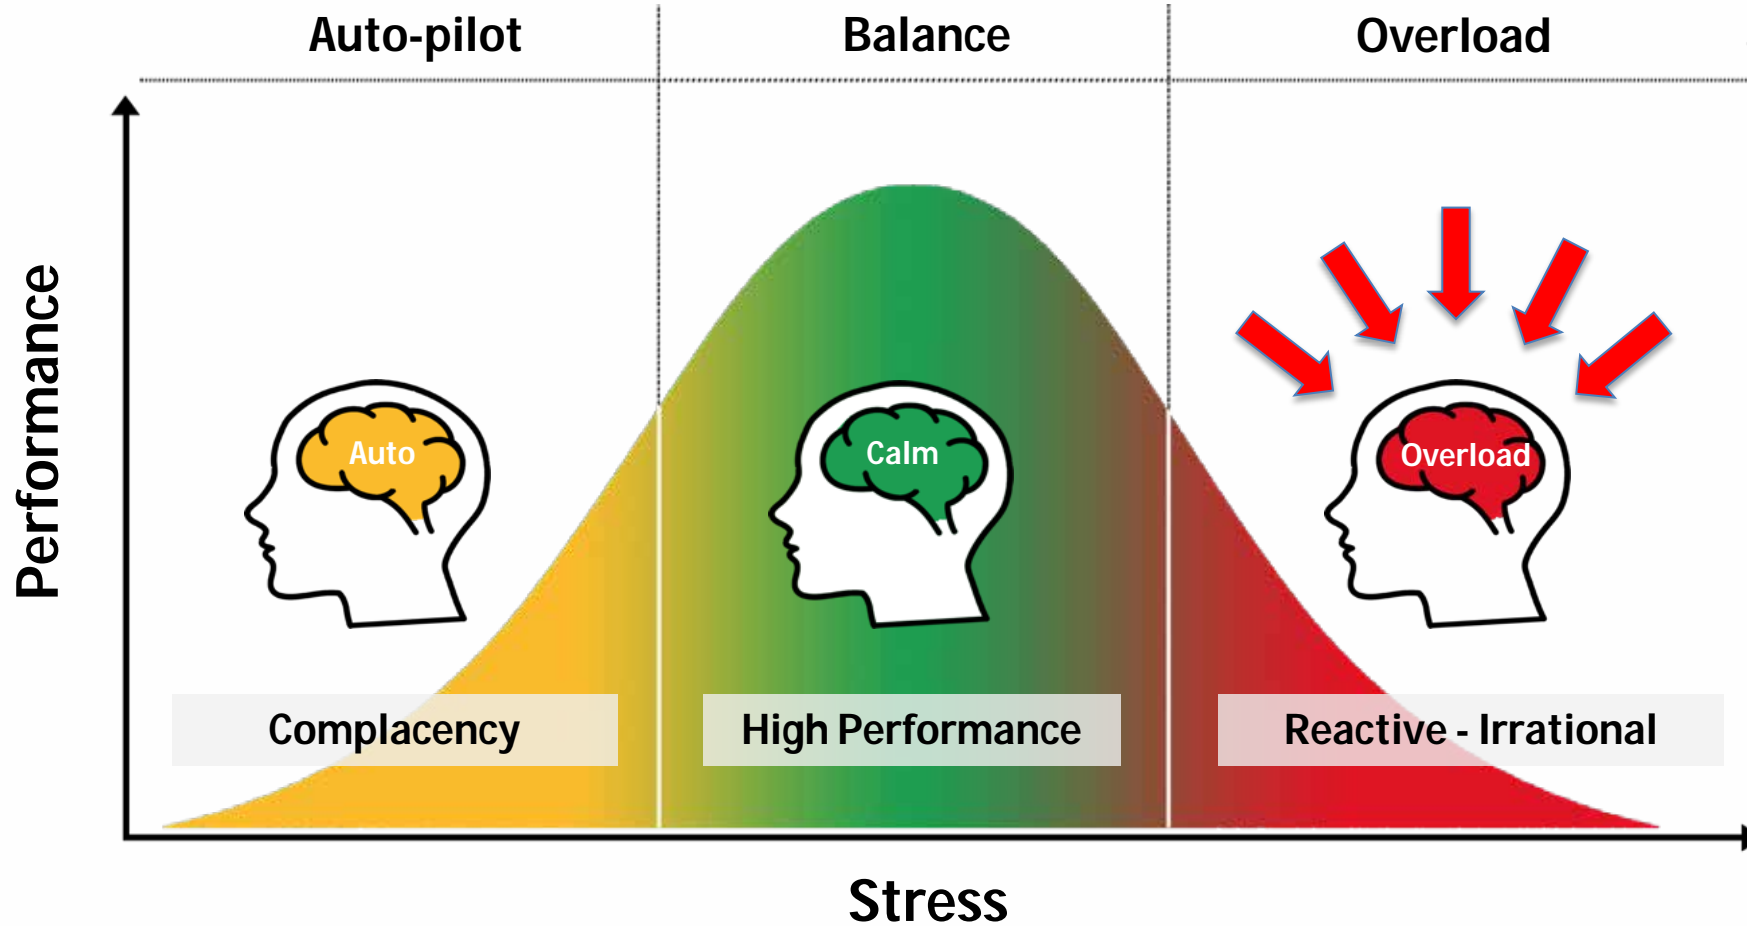 Auto-pilot
Balance
Overload
Performance
Auto
Calm
Overload
Complacency
High Performance
Reactive - Irrational
Stress